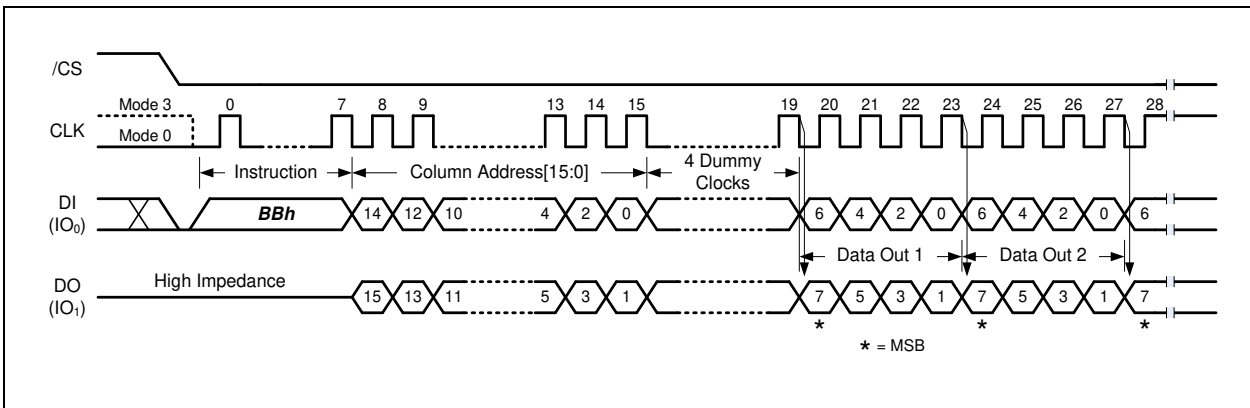 /CS
Mode 3 0 7 8 9 13 14 15 19 20 21 22 23 24 25 26 27 28
CLK
Mode 0
Instruction Column Address[15:0] 4 Dummy Clocks
DI (IO0) BBh 14 12 10 4 2 0 6 4 2 0 6 4 2 0 6
Data Out 1 Data Out 2
DO (IO1) High Impedance 15 13 11 5 3 1 7 5 3 1 7 5 3 1 7
* * *
* = MSB